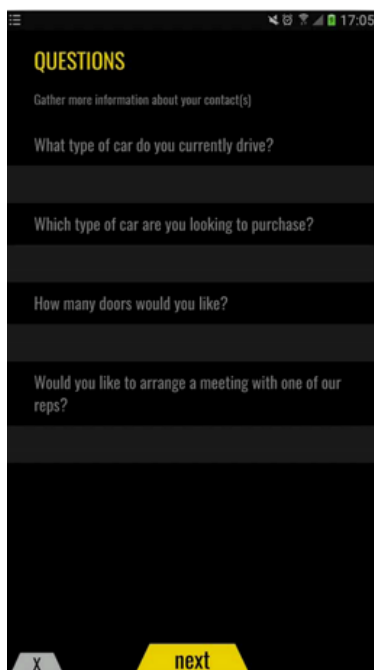 17:05
QUESTIONS
Gather more information about your contact(s)
What type of car do you currently drive?
Which type of car are you looking to purchase?
How many doors would you like?
Would you like to arrange a meeting with one of our
reps?
X
next